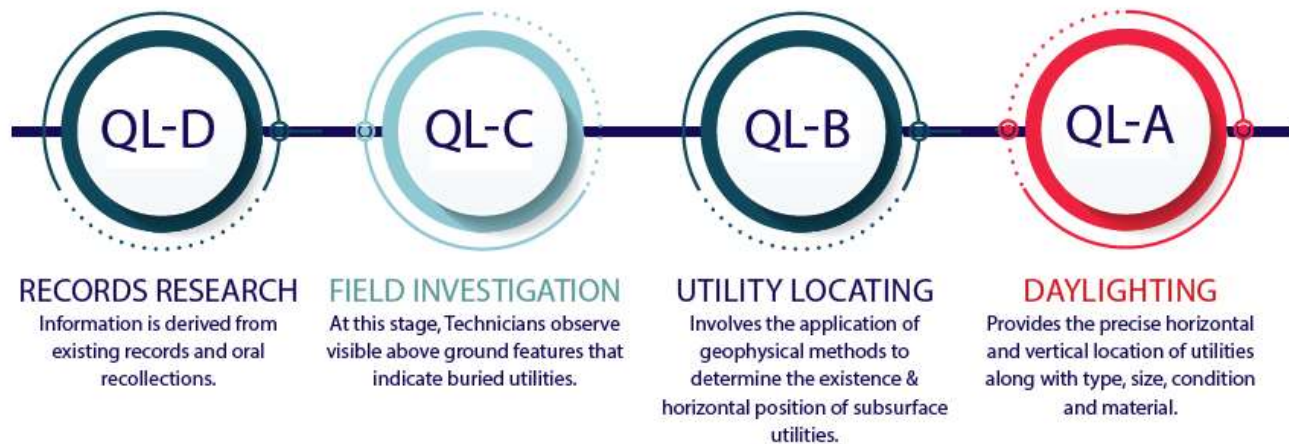 QL-D
QL-C
QL-B
QL-A
RECORDS RESEARCH
Information is derived from
existing records and oral
recollections.
FIELD INVESTIGATION
At this stage, Technicians observe
visible above ground features that
indicate buried utilities.
UTILITY LOCATING
Involves the application of
geophysical methods to
determine the existence &
horizontal position of subsurface
utilities.
DAYLIGHTING
Provides the precise horizontal
and vertical location of utilities
along with type, size, condition
and material.